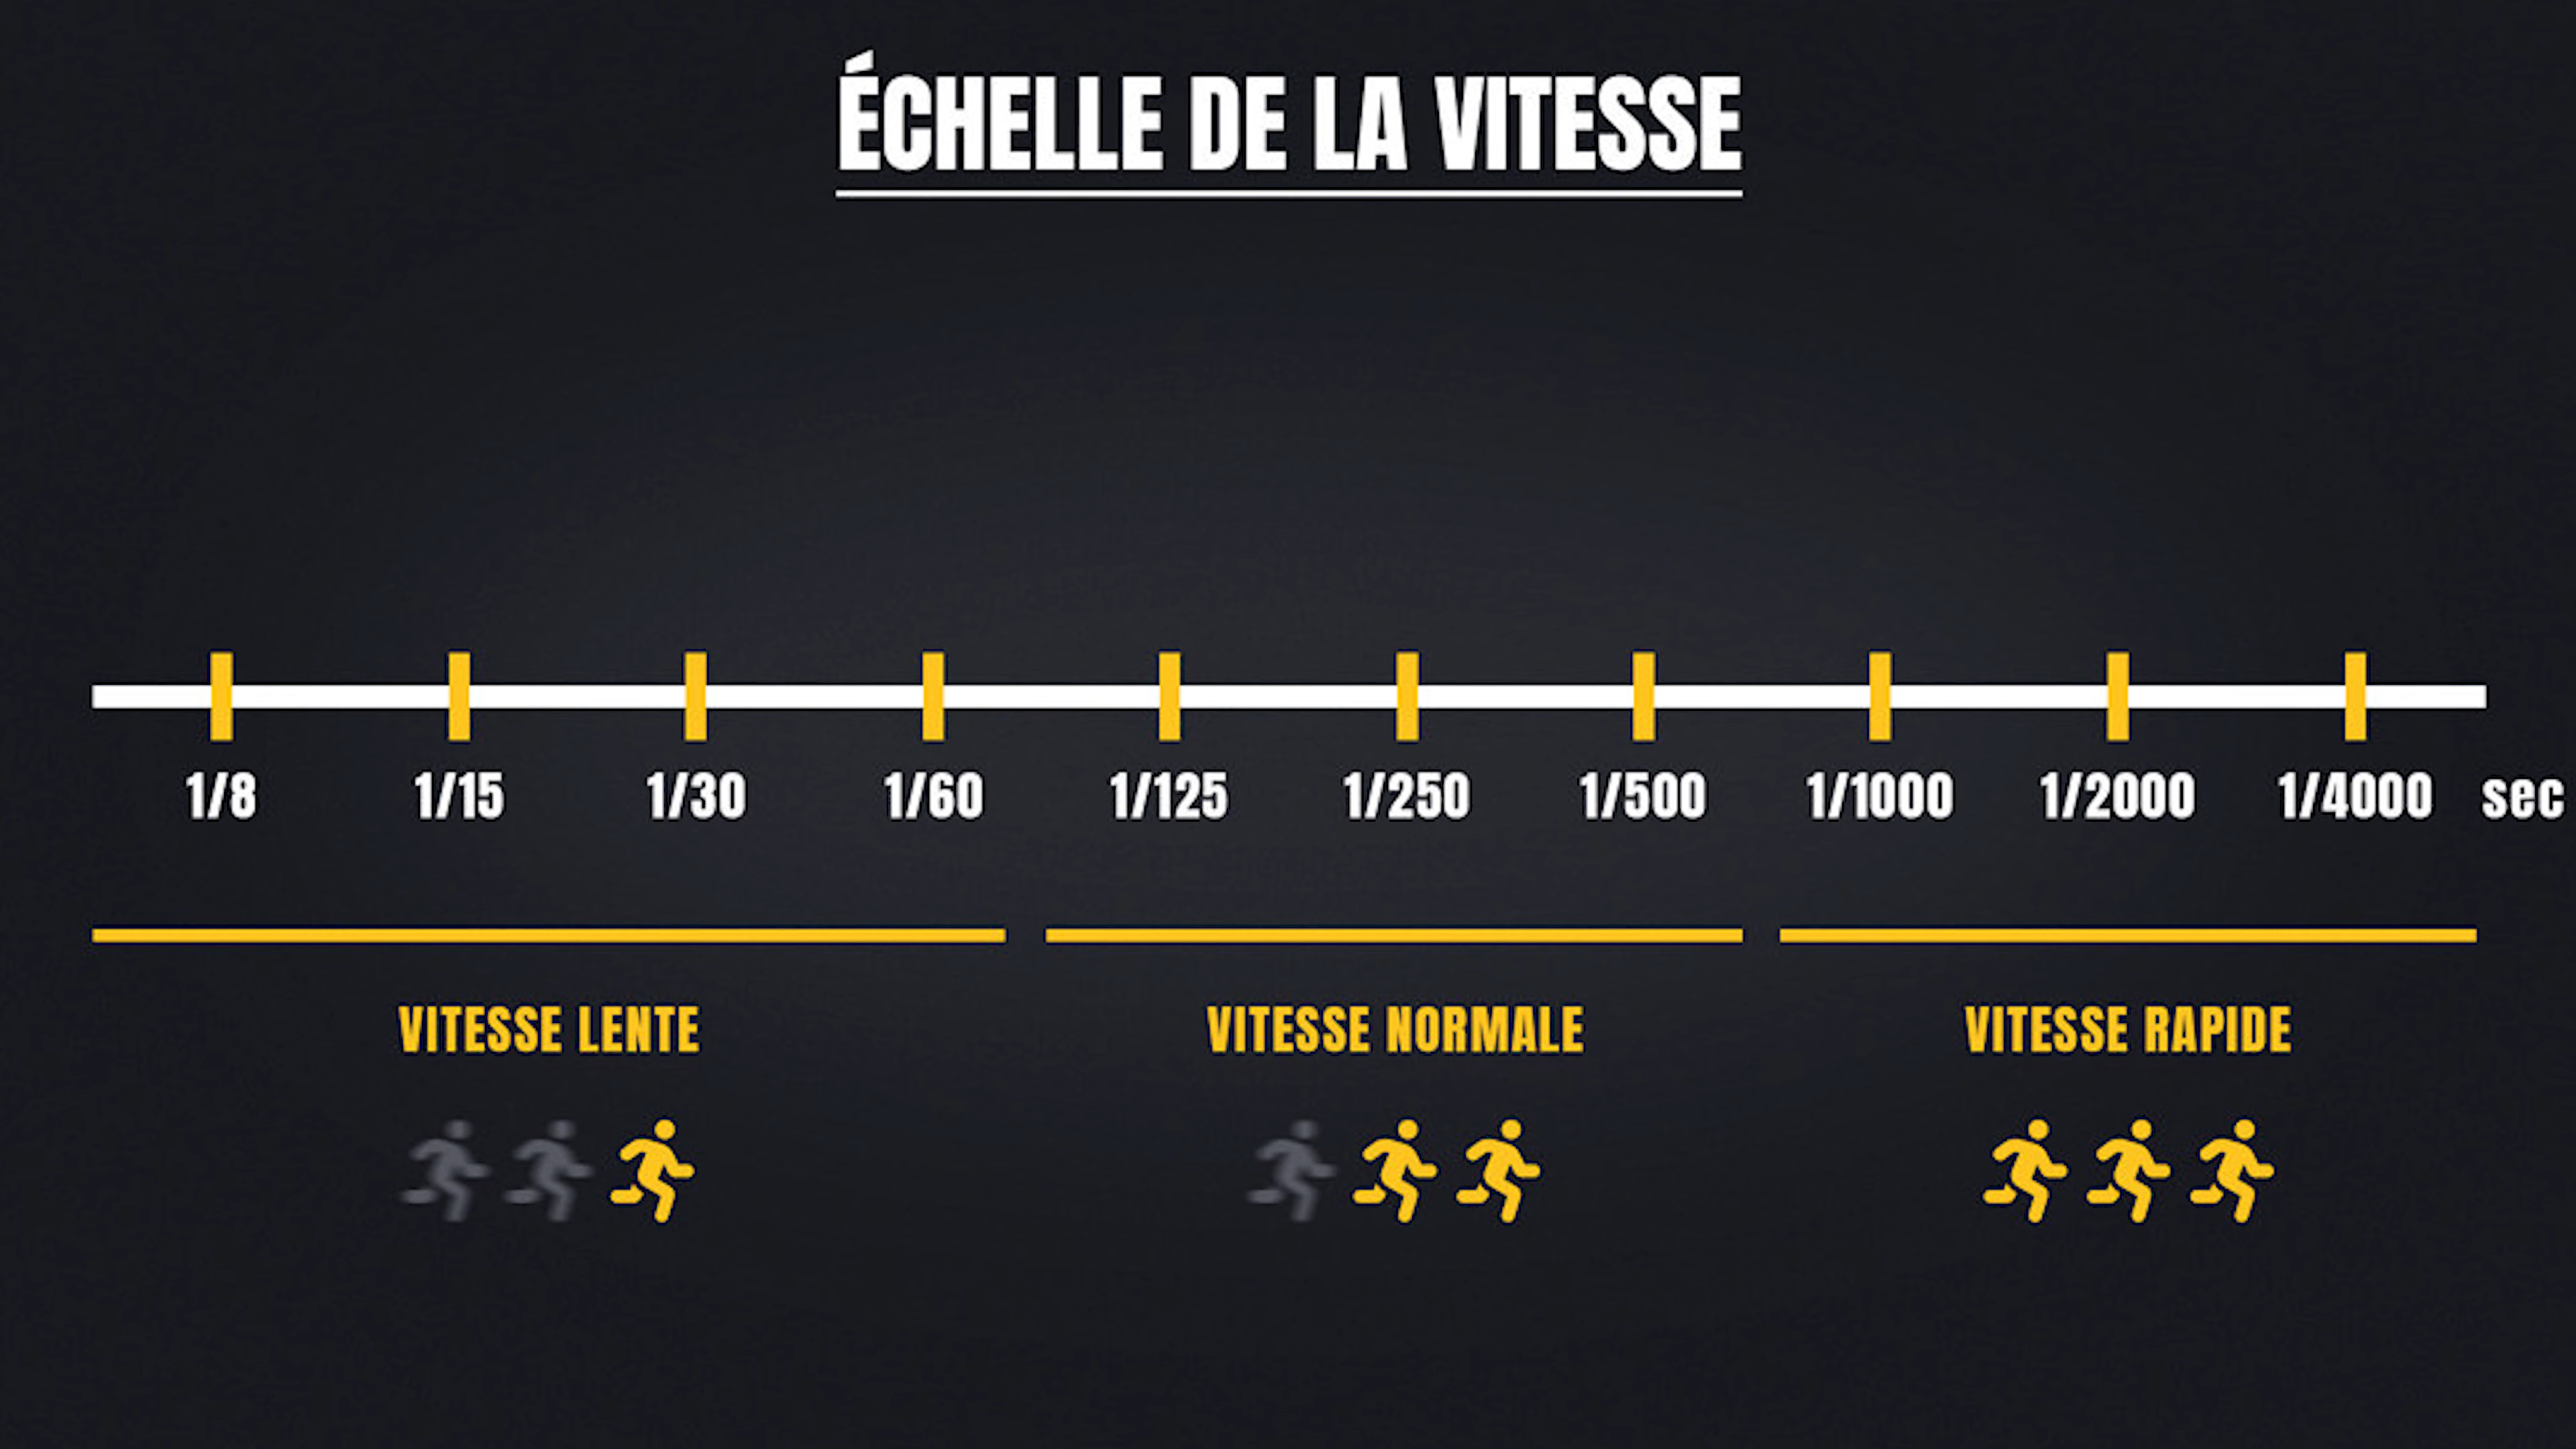 ÉCHELLE DE LA VITESSE
1/8 1/15 1/30 1/60 1/125 1/250 1/500 1/1000 1/2000 1/4000 sec
VITESSE LENTE VITESSE NORMALE VITESSE RAPIDE